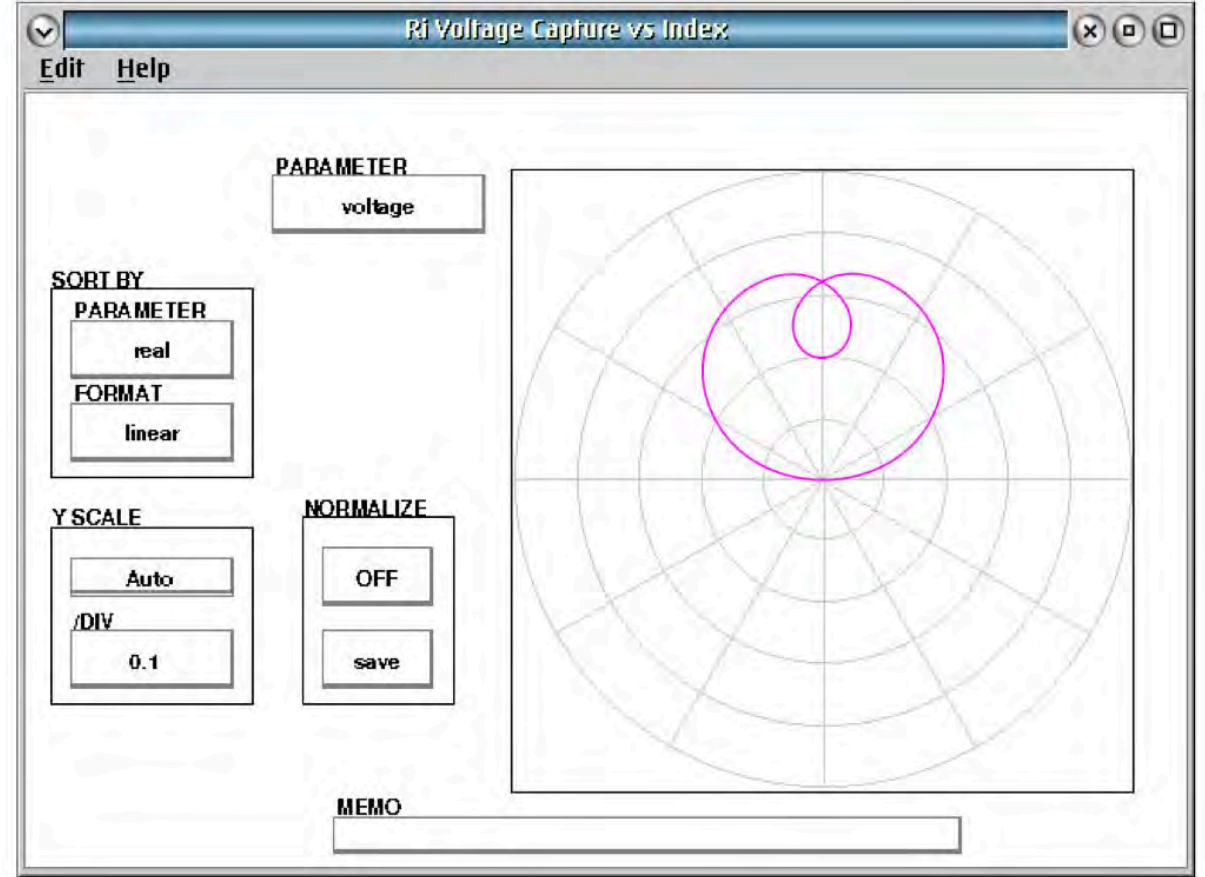 Ri Voltage Capture vs Index
Edit Help
PARAMETER
voltage
SORT BY
PARAMETER
real
FORMAT
linear
Y SCALE
Auto
/DIV
0.1
NORMALIZE
OFF
save
MEMO